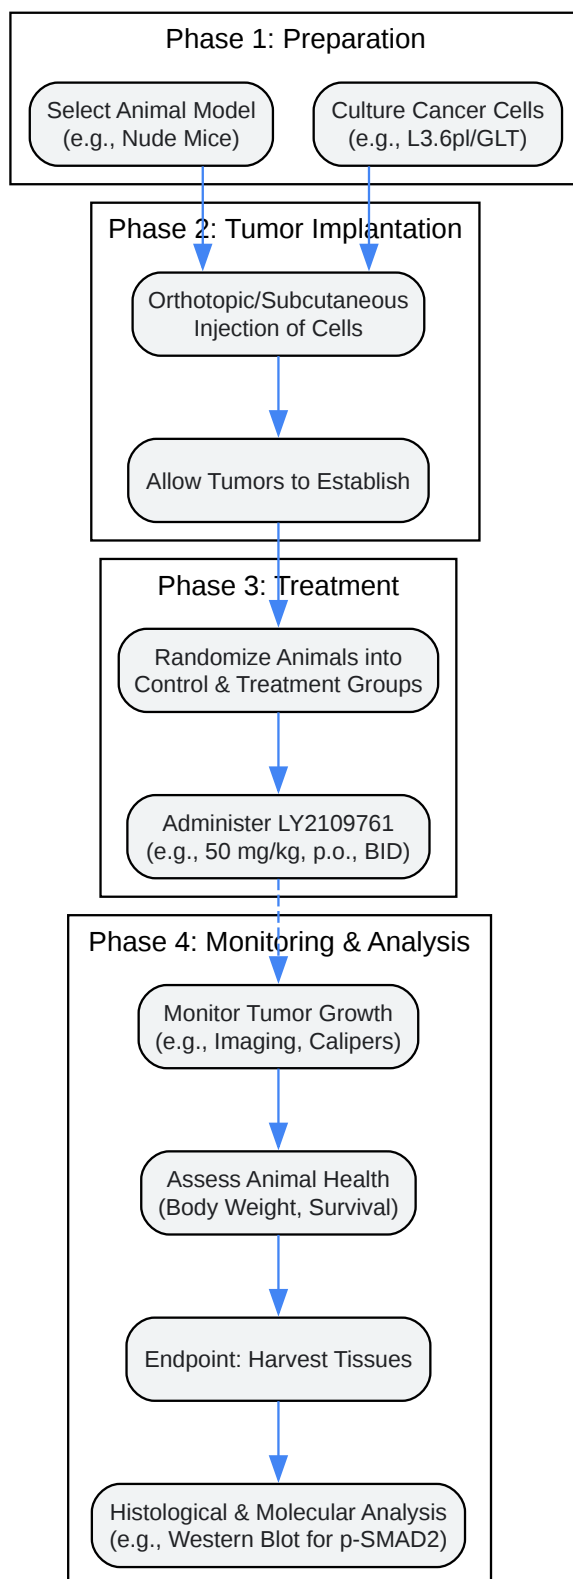 Phase 1: Preparation
Select Animal Model
(e.g., Nude Mice)
Culture Cancer Cells
(e.g., L3.6pl/GLT)
Phase 2: Tumor Implantation
Orthotopic/Subcutaneous
Injection of Cells
Allow Tumors to Establish
Phase 3: Treatment
Randomize Animals into
Control & Treatment Groups
Administer LY2109761
(e.g., 50 mg/kg, p.o., BID)
Phase 4: Monitoring & Analysis
Monitor Tumor Growth
(e.g., Imaging, Calipers)
Assess Animal Health
(Body Weight, Survival)
Endpoint: Harvest Tissues
Histological & Molecular Analysis
(e.g., Western Blot for p-SMAD2)